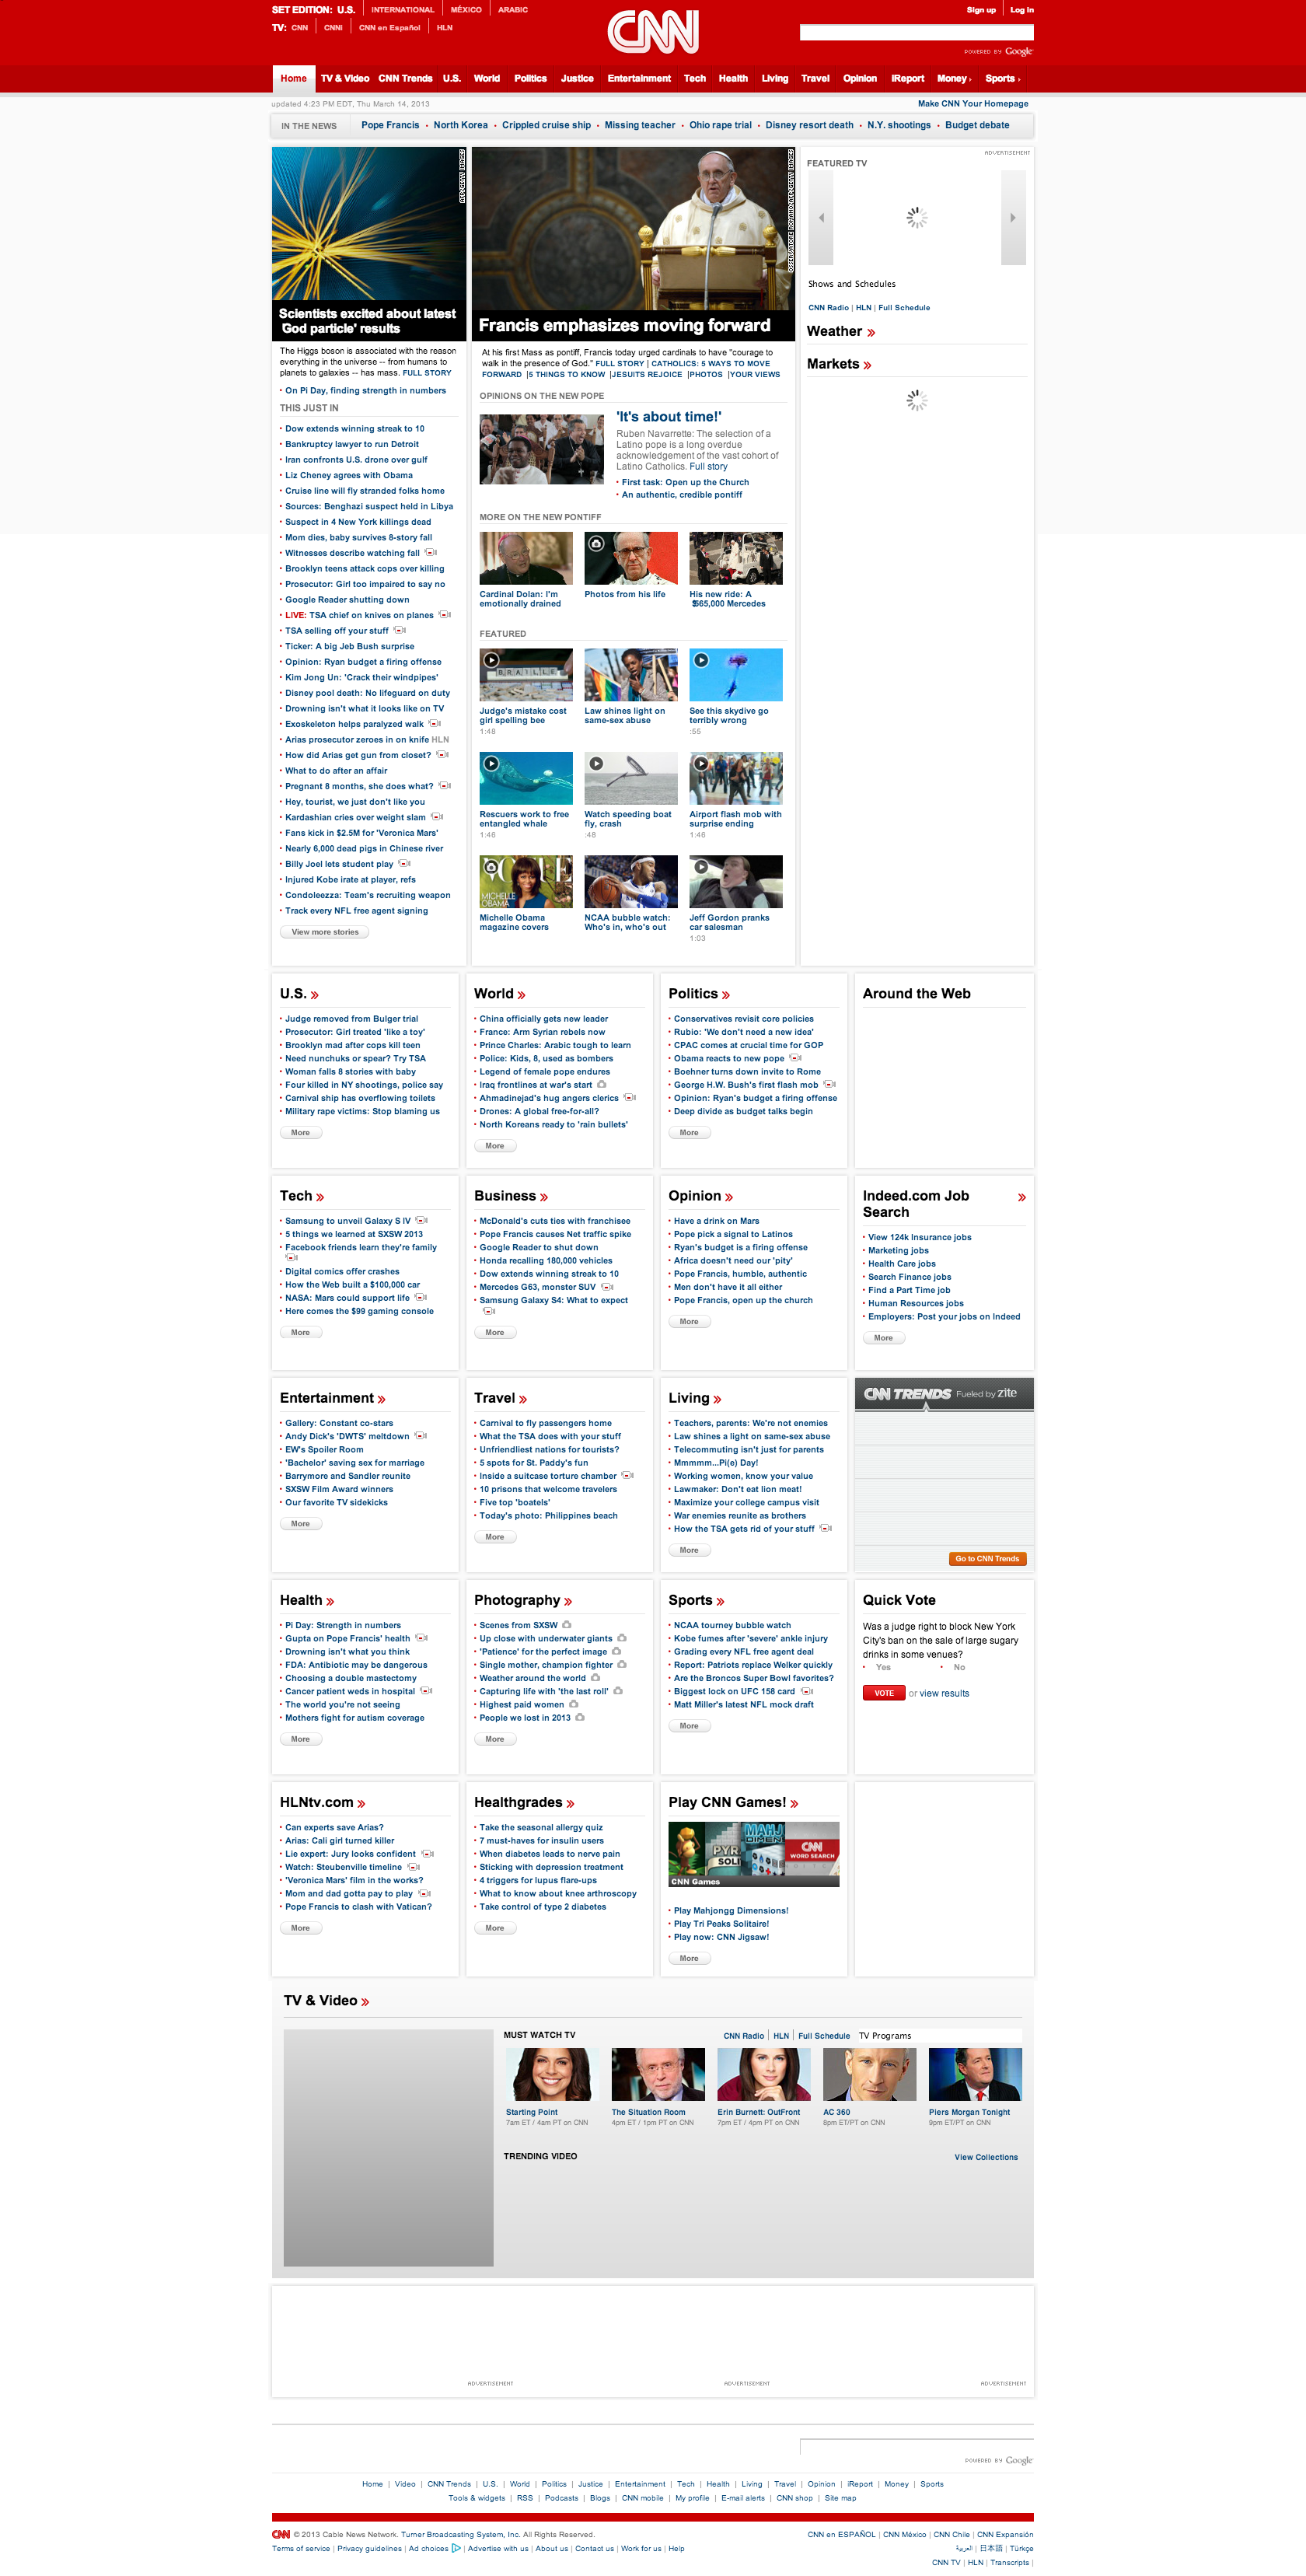 SET EDITION: U.S. INTERNATIONAL MÉXICO ARABIC
TV: CNN CNNi CNN en Español HLN
CNN
Sign up Log in
POWERED BY Google
Home TV & Video CNN Trends U.S. World Politics Justice Entertainment Tech Health Living Travel Opinion iReport Money Sports
updated 4:23 PM EDT, Thu March 14, 2013
Make CNN Your Homepage
IN THE NEWS Pope Francis • North Korea • Crippled cruise ship • Missing teacher • Ohio rape trial • Disney resort death • N.Y. shootings • Budget debate
Scientists excited about latest
'God particle' results
The Higgs boson is associated with the reason
everything in the universe -- from humans to
planets to galaxies -- has mass. FULL STORY
• On Pi Day, finding strength in numbers
THIS JUST IN
• Dow extends winning streak to 10
• Bankruptcy lawyer to run Detroit
• Iran confronts U.S. drone over gulf
• Liz Cheney agrees with Obama
• Cruise line will fly stranded folks home
• Sources: Benghazi suspect held in Libya
• Suspect in 4 New York killings dead
• Mom dies, baby survives 8-story fall
• Witnesses describe watching fall
• Brooklyn teens attack cops over killing
• Prosecutor: Girl too impaired to say no
• Google Reader shutting down
• LIVE: TSA chief on knives on planes
• TSA selling off your stuff
• Ticker: A big Jeb Bush surprise
• Opinion: Ryan budget a firing offense
• Kim Jong Un: 'Crack their windpipes'
• Disney pool death: No lifeguard on duty
• Drowning isn't what it looks like on TV
• Exoskeleton helps paralyzed walk
• Arias prosecutor zeroes in on knife HLN
• How did Arias get gun from closet?
• What to do after an affair
• Pregnant 8 months, she does what?
• Hey, tourist, we just don't like you
• Kardashian cries over weight slam
• Fans kick in $2.5M for 'Veronica Mars'
• Nearly 6,000 dead pigs in Chinese river
• Billy Joel lets student play
• Injured Kobe irate at player, refs
• Condoleezza: Team's recruiting weapon
• Track every NFL free agent signing
View more stories
Francis emphasizes moving forward
At his first Mass as pontiff, Francis today urged cardinals to have "courage to
walk in the presence of God." FULL STORY | CATHOLICS: 5 WAYS TO MOVE
FORWARD |5 THINGS TO KNOW |JESUITS REJOICE |PHOTOS |YOUR VIEWS
OPINIONS ON THE NEW POPE
'It's about time!'
Ruben Navarrette: The selection of a
Latino pope is a long overdue
acknowledgement of the vast cohort of
Latino Catholics. Full story
• First task: Open up the Church
• An authentic, credible pontiff
MORE ON THE NEW PONTIFF
Cardinal Dolan: I'm
emotionally drained
Photos from his life
His new ride: A
$565,000 Mercedes
FEATURED
BRAILLE
Judge's mistake cost
girl spelling bee
1:48
Law shines light on
same-sex abuse
See this skydive go
terribly wrong
:55
Rescuers work to free
entangled whale
1:46
Watch speeding boat
fly, crash
:48
Airport flash mob with
surprise ending
1:46
VOGUE
MICHELLE
OBAMA
Michelle Obama
magazine covers
NCAA bubble watch:
Who's in, who's out
Jeff Gordon pranks
car salesman
1:03
ADVERTISEMENT
FEATURED TV
Shows and Schedules
CNN Radio | HLN | Full Schedule
Weather
Markets
U.S.
• Judge removed from Bulger trial
• Prosecutor: Girl treated 'like a toy'
• Brooklyn mad after cops kill teen
• Need nunchuks or spear? Try TSA
• Woman falls 8 stories with baby
• Four killed in NY shootings, police say
• Carnival ship has overflowing toilets
• Military rape victims: Stop blaming us
More
World
• China officially gets new leader
• France: Arm Syrian rebels now
• Prince Charles: Arabic tough to learn
• Police: Kids, 8, used as bombers
• Legend of female pope endures
• Iraq frontlines at war's start
• Ahmadinejad's hug angers clerics
• Drones: A global free-for-all?
• North Koreans ready to 'rain bullets'
More
Politics
• Conservatives revisit core policies
• Rubio: 'We don't need a new idea'
• CPAC comes at crucial time for GOP
• Obama reacts to new pope
• Boehner turns down invite to Rome
• George H.W. Bush's first flash mob
• Opinion: Ryan's budget a firing offense
• Deep divide as budget talks begin
More
Around the Web
Tech
• Samsung to unveil Galaxy S IV
• 5 things we learned at SXSW 2013
• Facebook friends learn they're family
• Digital comics offer crashes
• How the Web built a $100,000 car
• NASA: Mars could support life
• Here comes the $99 gaming console
More
Business
• McDonald's cuts ties with franchisee
• Pope Francis causes Net traffic spike
• Google Reader to shut down
• Honda recalling 180,000 vehicles
• Dow extends winning streak to 10
• Mercedes G63, monster SUV
• Samsung Galaxy S4: What to expect
More
Opinion
• Have a drink on Mars
• Pope pick a signal to Latinos
• Ryan's budget is a firing offense
• Africa doesn't need our 'pity'
• Pope Francis, humble, authentic
• Men don't have it all either
• Pope Francis, open up the church
More
Indeed.com Job
Search
• View 124k Insurance jobs
• Marketing jobs
• Health Care jobs
• Search Finance jobs
• Find a Part Time job
• Human Resources jobs
• Employers: Post your jobs on Indeed
More
Entertainment
• Gallery: Constant co-stars
• Andy Dick's 'DWTS' meltdown
• EW's Spoiler Room
• 'Bachelor' saving sex for marriage
• Barrymore and Sandler reunite
• SXSW Film Award winners
• Our favorite TV sidekicks
More
Travel
• Carnival to fly passengers home
• What the TSA does with your stuff
• Unfriendliest nations for tourists?
• 5 spots for St. Paddy's fun
• Inside a suitcase torture chamber
• 10 prisons that welcome travelers
• Five top 'boatels'
• Today's photo: Philippines beach
More
Living
• Teachers, parents: We're not enemies
• Law shines a light on same-sex abuse
• Telecommuting isn't just for parents
• Mmmmm...Pi(e) Day!
• Working women, know your value
• Lawmaker: Don't eat lion meat!
• Maximize your college campus visit
• War enemies reunite as brothers
• How the TSA gets rid of your stuff
More
CNN TRENDS Fueled by zite
Go to CNN Trends
Health
• Pi Day: Strength in numbers
• Gupta on Pope Francis' health
• Drowning isn't what you think
• FDA: Antibiotic may be dangerous
• Choosing a double mastectomy
• Cancer patient weds in hospital
• The world you're not seeing
• Mothers fight for autism coverage
More
Photography
• Scenes from SXSW
• Up close with underwater giants
• 'Patience' for the perfect image
• Single mother, champion fighter
• Weather around the world
• Capturing life with 'the last roll'
• Highest paid women
• People we lost in 2013
More
Sports
• NCAA tourney bubble watch
• Kobe fumes after 'severe' ankle injury
• Grading every NFL free agent deal
• Report: Patriots replace Welker quickly
• Are the Broncos Super Bowl favorites?
• Biggest lock on UFC 158 card
• Matt Miller's latest NFL mock draft
More
Quick Vote
Was a judge right to block New York
City's ban on the sale of large sugary
drinks in some venues?
• Yes • No
VOTE or view results
HLNtv.com
• Can experts save Arias?
• Arias: Cali girl turned killer
• Lie expert: Jury looks confident
• Watch: Steubenville timeline
• 'Veronica Mars' film in the works?
• Mom and dad gotta pay to play
• Pope Francis to clash with Vatican?
More
Healthgrades
• Take the seasonal allergy quiz
• 7 must-haves for insulin users
• When diabetes leads to nerve pain
• Sticking with depression treatment
• 4 triggers for lupus flare-ups
• What to know about knee arthroscopy
• Take control of type 2 diabetes
More
Play CNN Games!
CNN
WORD SEARCH
CNN Games
• Play Mahjongg Dimensions!
• Play Tri Peaks Solitaire!
• Play now: CNN Jigsaw!
More
TV & Video
MUST WATCH TV
CNN Radio HLN Full Schedule TV Programs
Starting Point
7am ET / 4am PT on CNN
The Situation Room
4pm ET / 1pm PT on CNN
Erin Burnett: OutFront
7pm ET / 4pm PT on CNN
AC 360
8pm ET/PT on CNN
Piers Morgan Tonight
9pm ET/PT on CNN
TRENDING VIDEO
View Collections
ADVERTISEMENT ADVERTISEMENT ADVERTISEMENT
POWERED BY Google
Home | Video | CNN Trends | U.S. | World | Politics | Justice | Entertainment | Tech | Health | Living | Travel | Opinion | iReport | Money | Sports
Tools & widgets | RSS | Podcasts | Blogs | CNN mobile | My profile | E-mail alerts | CNN shop | Site map
CNN © 2013 Cable News Network. Turner Broadcasting System, Inc. All Rights Reserved.
Terms of service | Privacy guidelines | Ad choices | Advertise with us | About us | Contact us | Work for us | Help
CNN en ESPAÑOL | CNN México | CNN Chile | CNN Expansión
العربية | 日本語 | Türkçe
CNN TV | HLN | Transcripts |